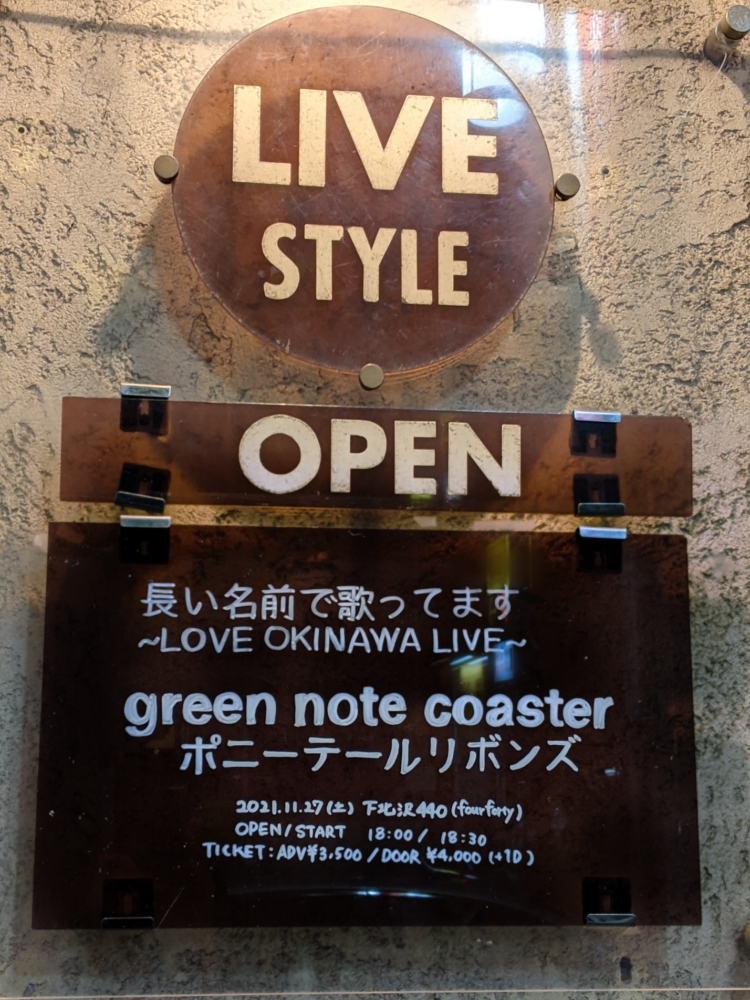 LIVE
STYLE
OPEN
長い名前で歌ってます
~LOVE OKINAWA LIVE~
green note coaster
ポニーテールリボンズ
2021.11.27(土) 下北沢440(fourforty)
OPEN/START 18:00/ 18:30
TICKET:ADV¥3,500/DOOR ¥4,000 (+1D)